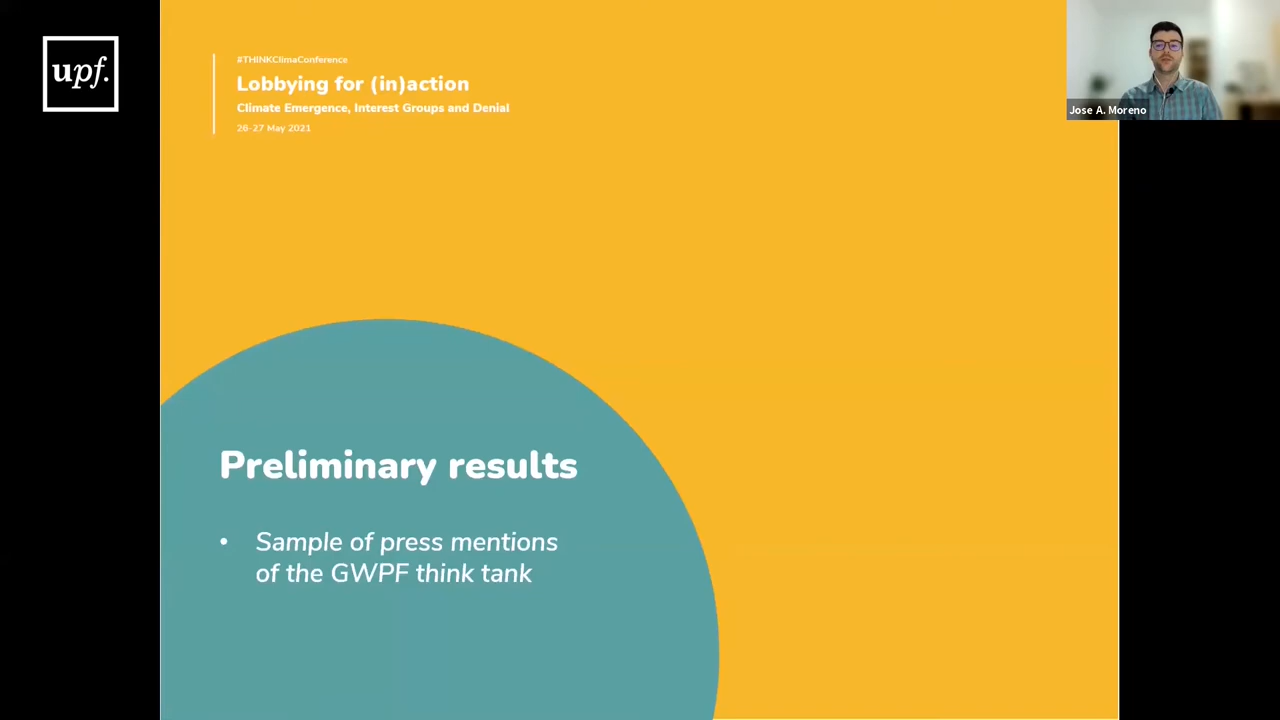 upf.
#THINKClimaConference
Lobbying for (in)action
Climate Emergence, Interest Groups and Denial
26-27 May 2021
Jose A. Moreno
Preliminary results
• Sample of press mentions
of the GWPF think tank